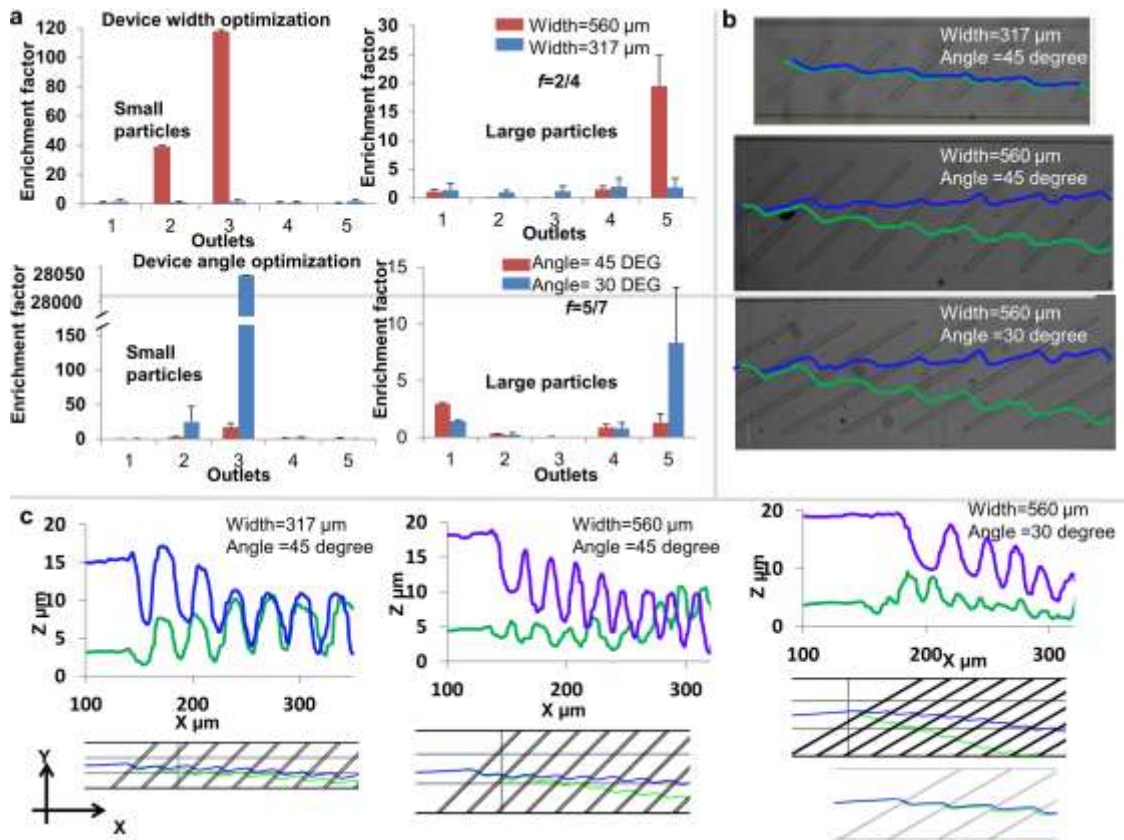 a
Device width optimization
Enrichment factor
120
100
80
60
40
20
0
Small
particles
1 2 3 4 5
Outlets
Enrichment factor
30
25
20
15
10
5
0
Width=560 µm
Width=317 µm
f=2/4
Large particles
1 2 3 4 5
Device angle optimization
Enrichment factor
28050
28000
150
100
50
0
Small
particles
1 2 3 4 5
Outlets
Enrichment factor
15
10
5
0
Angle= 45 DEG
Angle= 30 DEG
f=5/7
Large particles
1 2 3 4 5
Outlets
b
Width=317 µm
Angle =45 degree
Width=560 µm
Angle =45 degree
Width=560 µm
Angle =30 degree
c
Width=317 µm
Angle =45 degree
Z µm
20
15
10
5
0
100 200 300
X µm
Width=560 µm
Angle =45 degree
Z µm
20
15
10
5
0
100 200 300
X µm
Width=560 µm
Angle =30 degree
Z µm
20
10
0
100 200 300
X µm
Y
X